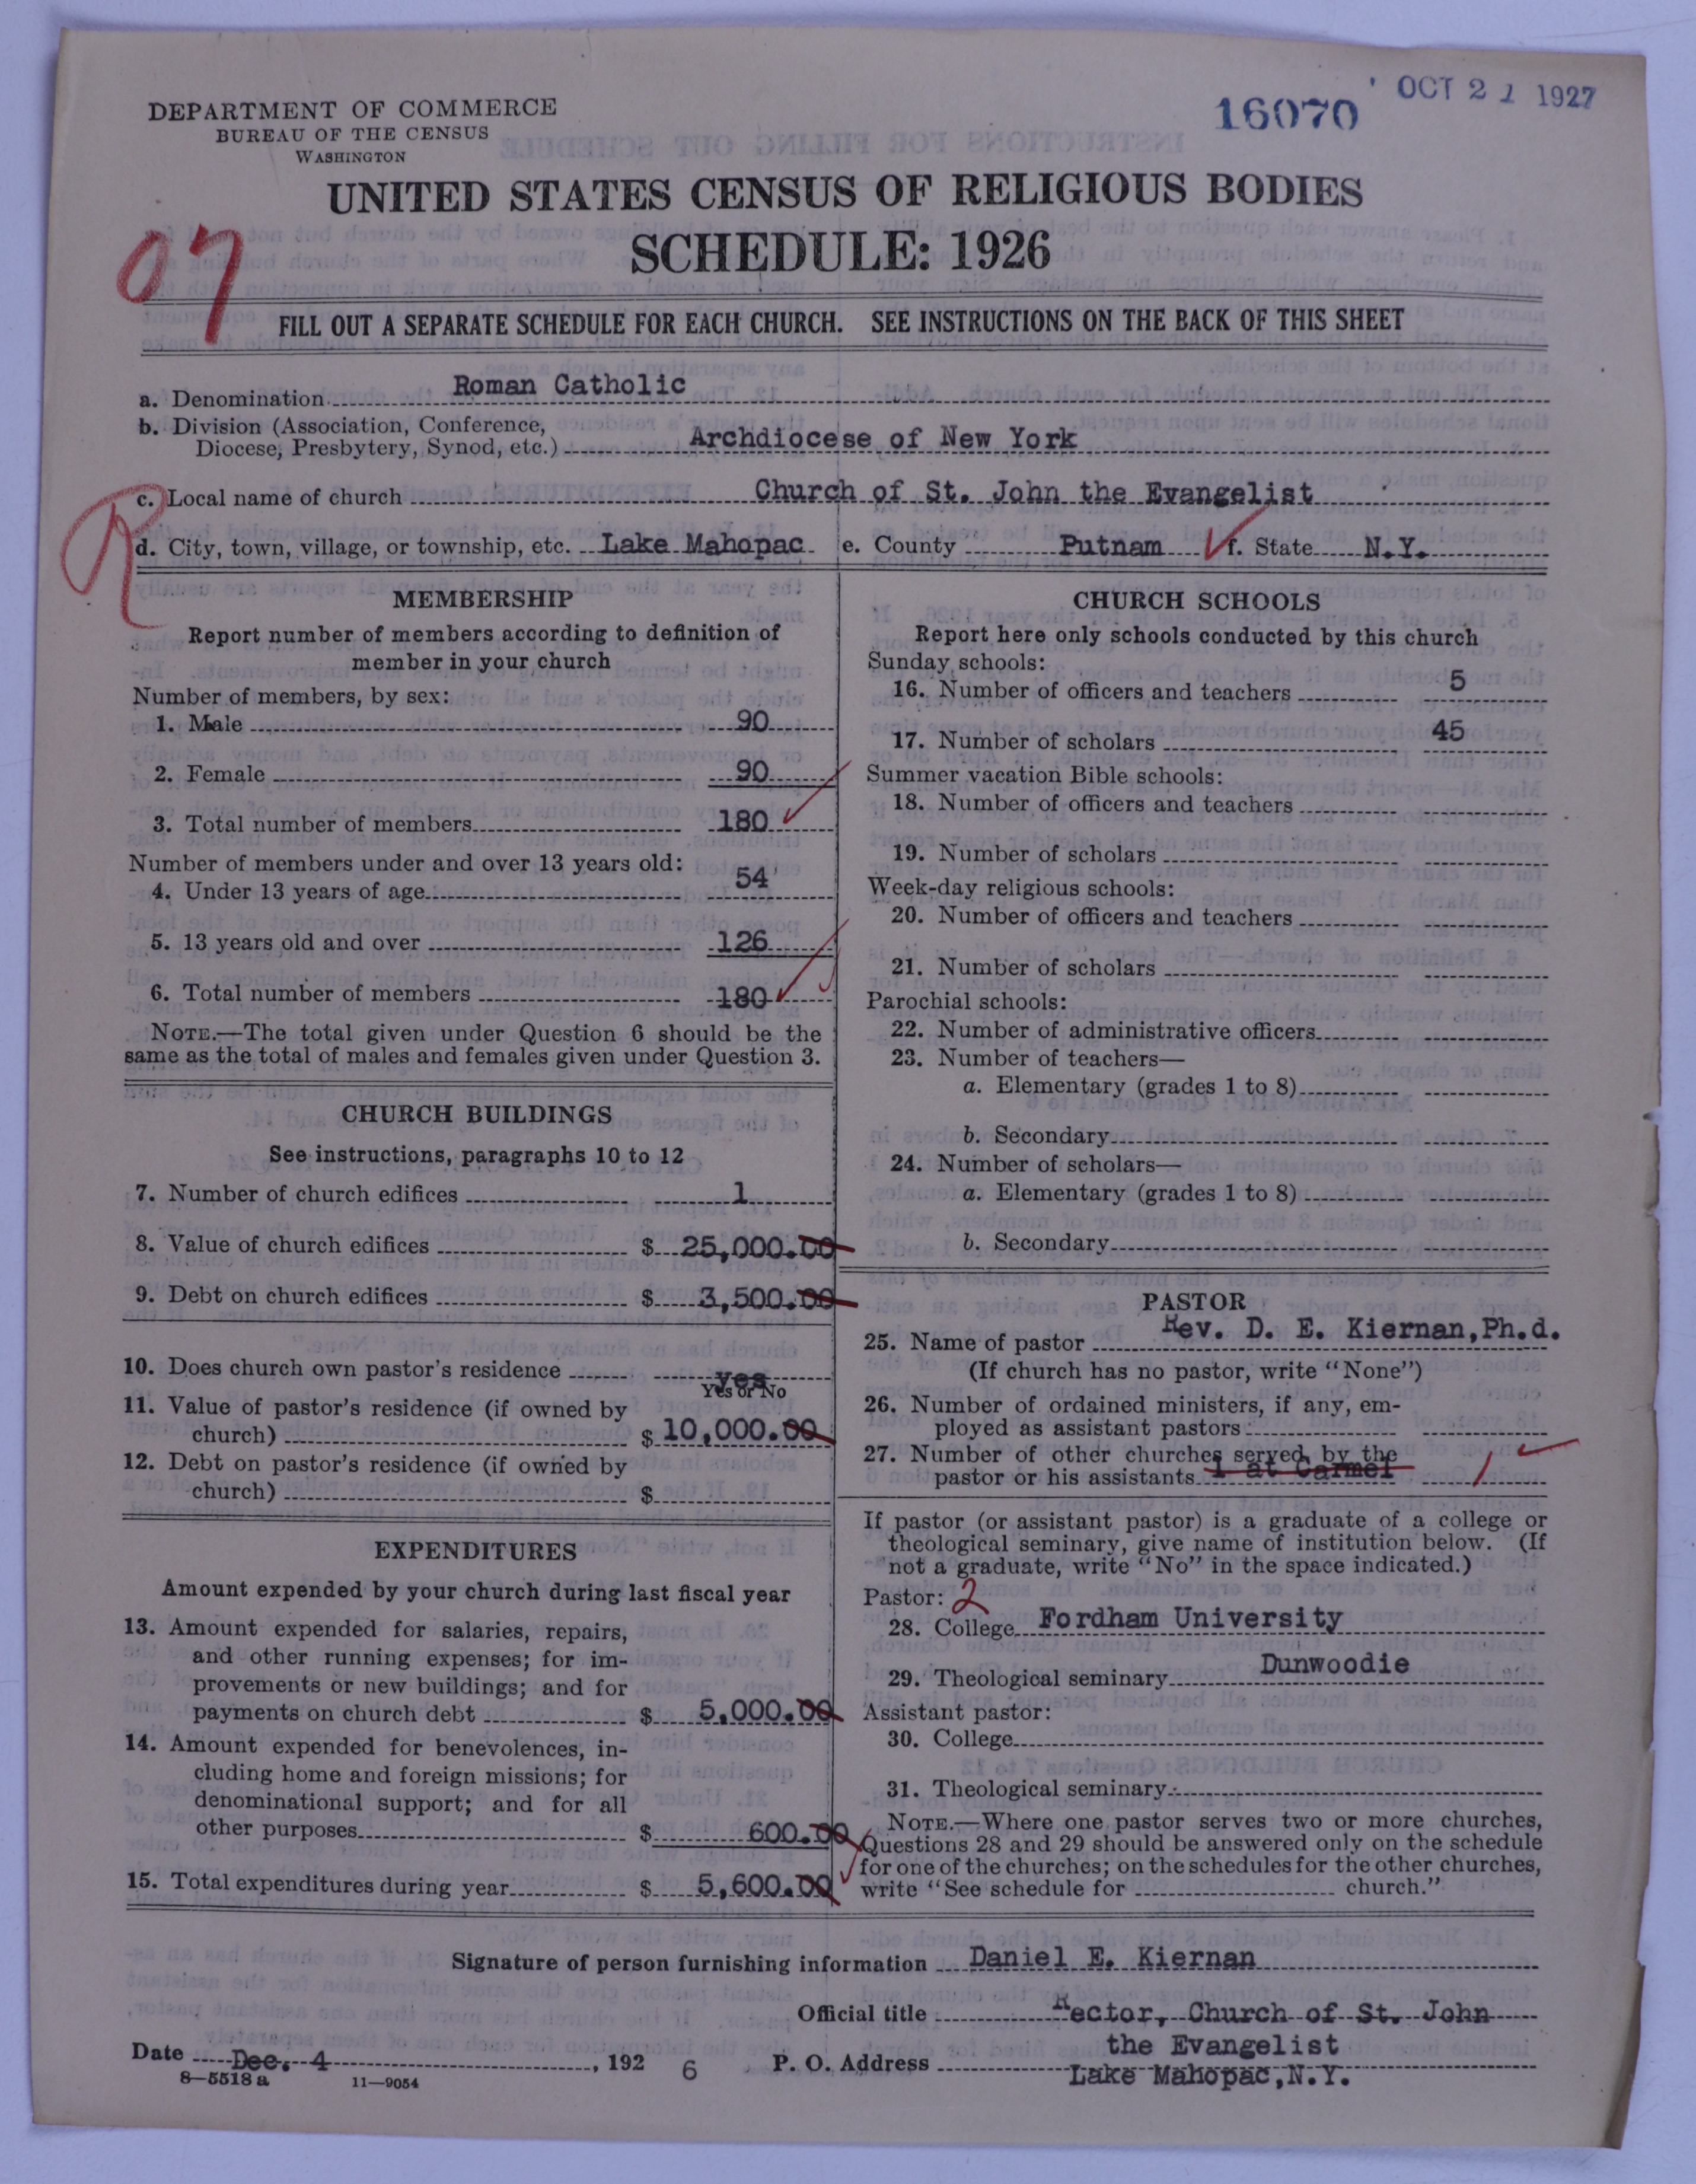 DEPARTMENT OF COMMERCE
BUREAU OF THE CENSUS
WASHINGTON
16070
OCT 21 1927
UNITED STATES CENSUS OF RELIGIOUS BODIES
SCHEDULE: 1926
07
FILL OUT A SEPARATE SCHEDULE FOR EACH CHURCH. SEE INSTRUCTIONS ON THE BACK OF THIS SHEET
a. Denomination Roman Catholic
b. Division (Association, Conference,
Diocese, Presbytery, Synod, etc.) Archdiocese of New York
R
c. Local name of church Church of St. John the Evangelist
d. City, town, village, or township, etc. Lake Mahopac e. County Putnam f. State N.Y.
MEMBERSHIP
Report number of members according to definition of
member in your church
Number of members, by sex:
1. Male 90
2. Female 90
3. Total number of members 180
Number of members under and over 13 years old:
4. Under 13 years of age 54
5. 13 years old and over 126
6. Total number of members 180
NOTE.—The total given under Question 6 should be the
same as the total of males and females given under Question 3.
CHURCH BUILDINGS
See instructions, paragraphs 10 to 12
7. Number of church edifices 1
8. Value of church edifices $ 25,000.00
9. Debt on church edifices $ 3,500.00
10. Does church own pastor's residence yes
Yes or No
11. Value of pastor's residence (if owned by
church) $ 10,000.00
12. Debt on pastor's residence (if owned by
church) $
EXPENDITURES
Amount expended by your church during last fiscal year
13. Amount expended for salaries, repairs,
and other running expenses; for im-
provements or new buildings; and for
payments on church debt $ 5,000.00
14. Amount expended for benevolences, in-
cluding home and foreign missions; for
denominational support; and for all
other purposes $ 600.00
15. Total expenditures during year $ 5,600.00
CHURCH SCHOOLS
Report here only schools conducted by this church
Sunday schools:
16. Number of officers and teachers 5
17. Number of scholars 45
Summer vacation Bible schools:
18. Number of officers and teachers
19. Number of scholars
Week-day religious schools:
20. Number of officers and teachers
21. Number of scholars
Parochial schools:
22. Number of administrative officers
23. Number of teachers—
a. Elementary (grades 1 to 8)
b. Secondary
24. Number of scholars—
a. Elementary (grades 1 to 8)
b. Secondary
PASTOR
25. Name of pastor Rev. D. E. Kiernan,Ph.d.
(If church has no pastor, write "None")
26. Number of ordained ministers, if any, em-
ployed as assistant pastors
27. Number of other churches served by the
pastor or his assistants 1 at Carmel 1
If pastor (or assistant pastor) is a graduate of a college or
theological seminary, give name of institution below. (If
not a graduate, write "No" in the space indicated.)
Pastor: 2
28. College Fordham University
29. Theological seminary Dunwoodie
Assistant pastor:
30. College
31. Theological seminary
NOTE.—Where one pastor serves two or more churches,
Questions 28 and 29 should be answered only on the schedule
for one of the churches; on the schedules for the other churches,
write "See schedule for church."
Signature of person furnishing information Daniel E. Kiernan
Official title Rector, Church of St. John
the Evangelist
Date Dec. 4, 192 6 P. O. Address Lake Mahopac,N.Y.
8—5518 a 11—9054